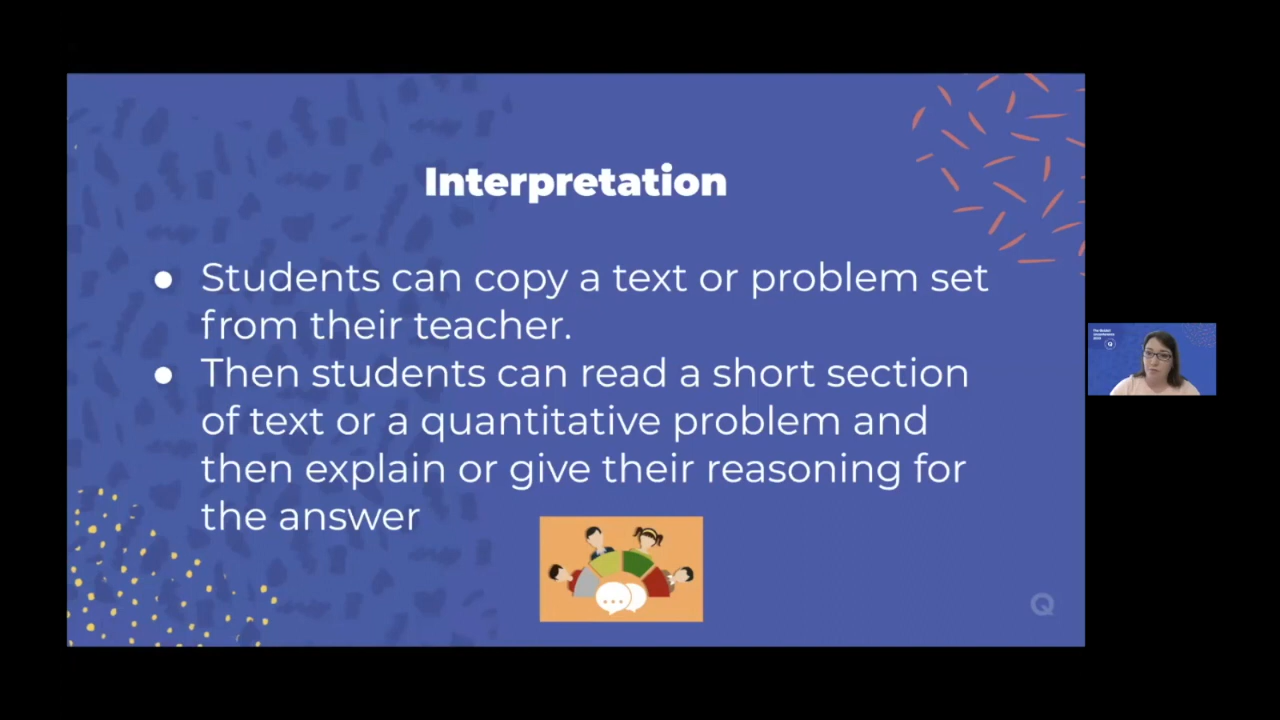 Interpretation
● Students can copy a text or problem set
from their teacher.
● Then students can read a short section
of text or a quantitative problem and
then explain or give their reasoning for
the answer
Q